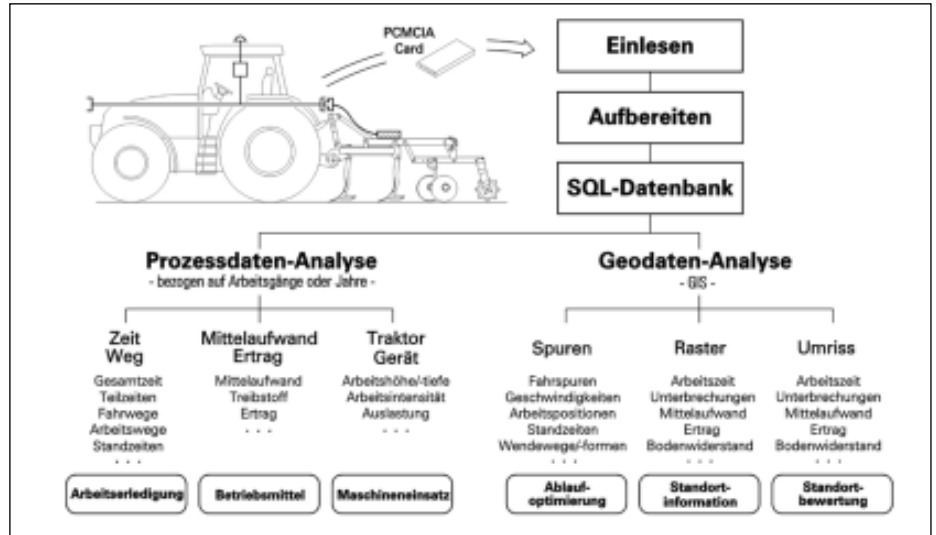 PCMCIA
Card
Einlesen
Aufbereiten
SQL-Datenbank
Prozessdaten-Analyse
- bezogen auf Arbeitsgänge oder Jahre -
Zeit
Weg
Gesamtzeit
Teilzeiten
Fahrwege
Arbeitswege
Standzeiten
. . .
Arbeitserledigung
Mittelaufwand
Ertrag
Mittelaufwand
Treibstoff
Ertrag
. . .
Betriebsmittel
Traktor
Gerät
Arbeitshöhe/-tiefe
Arbeitsintensität
Auslastung
. . .
Maschineneinsatz
Geodaten-Analyse
- GIS -
Spuren
Fahrspuren
Geschwindigkeiten
Arbeitspositionen
Standzeiten
Wendewege/-formen
. . .
Ablauf-
optimierung
Raster
Arbeitszeit
Unterbrechungen
Mittelaufwand
Ertrag
Bodenwiderstand
. . .
Standort-
information
Umriss
Arbeitszeit
Unterbrechungen
Mittelaufwand
Ertrag
Bodenwiderstand
. . .
Standort-
bewertung